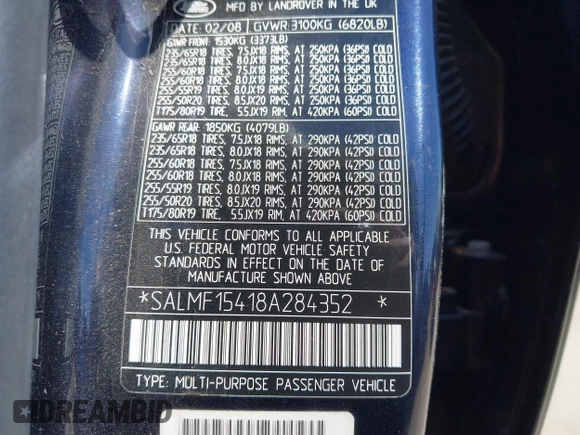 LAND ROVER
MFD BY LANDROVER IN THE UK
DATE: 02/08 GVWR: 3100KG (6820LB)
GAWR FRONT: 1530KG (3373LB)
235/65R18 TIRES, 7.5JX18 RIMS, AT 250KPA (36PSI) COLD
235/65R18 TIRES, 8.0JX18 RIMS, AT 250KPA (36PSI) COLD
255/60R18 TIRES, 7.5JX18 RIMS, AT 250KPA (36PSI) COLD
255/60R18 TIRES, 8.0JX18 RIMS, AT 250KPA (36PSI) COLD
255/55R19 TIRES, 8.0JX19 RIMS, AT 250KPA (36PSI) COLD
255/50R20 TIRES, 8.5JX20 RIMS, AT 250KPA (36PSI) COLD
T175/80R19 TIRE, 5.5JX19 RIM, AT 420KPA (60PSI) COLD
GAWR REAR: 1850KG (4079LB)
235/65R18 TIRES, 7.5JX18 RIMS, AT 290KPA (42PSI) COLD
235/65R18 TIRES, 8.0JX18 RIMS, AT 290KPA (42PSI) COLD
255/60R18 TIRES, 7.5JX18 RIMS, AT 290KPA (42PSI) COLD
255/60R18 TIRES, 8.0JX18 RIMS, AT 290KPA (42PSI) COLD
255/55R19 TIRES, 8.0JX19 RIMS, AT 290KPA (42PSI) COLD
255/50R20 TIRES, 8.5JX20 RIMS, AT 290KPA (42PSI) COLD
T175/80R19 TIRE, 5.5JX19 RIM, AT 420KPA (60PSI) COLD
THIS VEHICLE CONFORMS TO ALL APPLICABLE
U.S. FEDERAL MOTOR VEHICLE SAFETY
STANDARDS IN EFFECT ON THE DATE OF
MANUFACTURE SHOWN ABOVE
*SALMF15418A284352 *
TYPE: MULTI-PURPOSE PASSENGER VEHICLE
DREAMBID